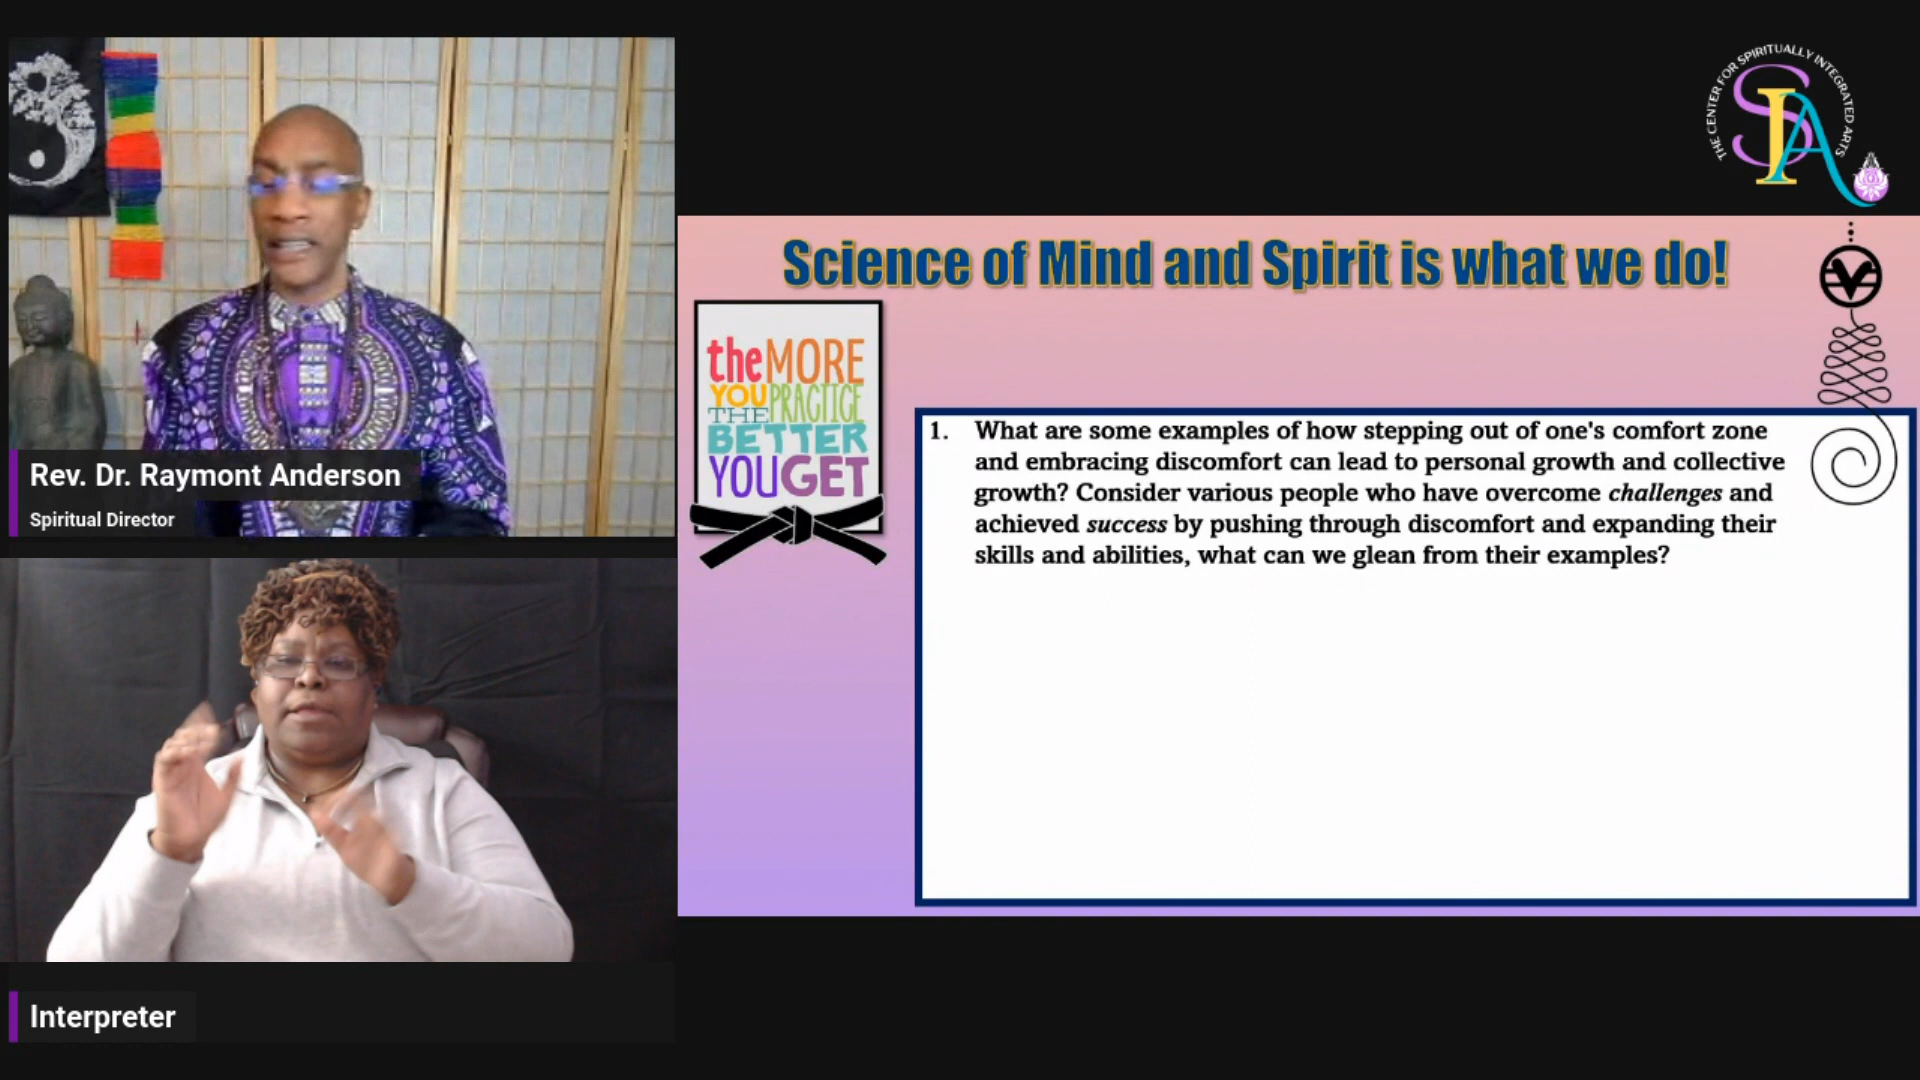 Rev. Dr. Raymont Anderson
Spiritual Director
Interpreter
THE CENTER FOR SPIRITUALLY INTEGRATED ARTS
SIA
Science of Mind and Spirit is what we do!
the MORE
YOU PRACTICE
THE
BETTER
YOU GET
1. What are some examples of how stepping out of one's comfort zone
and embracing discomfort can lead to personal growth and collective
growth? Consider various people who have overcome challenges and
achieved success by pushing through discomfort and expanding their
skills and abilities, what can we glean from their examples?